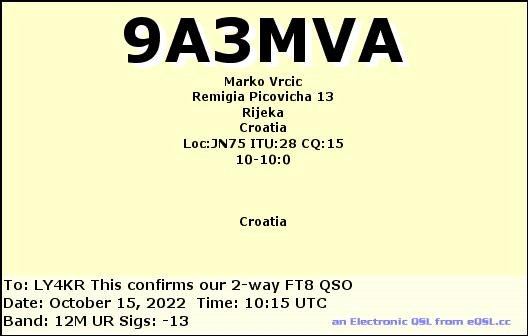 9A3MVA
Marko Vrcic
Remigia Picovicha 13
Rijeka
Croatia
Loc:JN75 ITU:28 CQ:15
10-10:0
Croatia
To: LY4KR This confirms our 2-way FT8 QSO
Date: October 15, 2022 Time: 10:15 UTC
Band: 12M UR Sigs: -13
an Electronic QSL from eQSL.cc